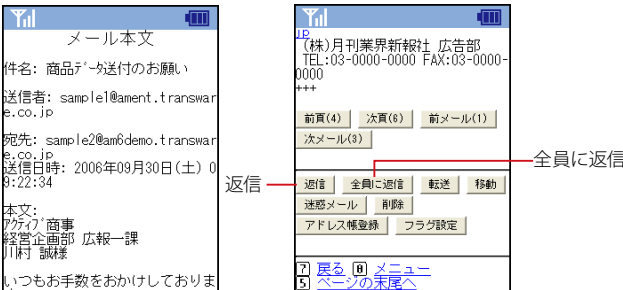 メール本文
件名: 商品ﾃﾞｰﾀ送付のお願い
送信者: sample1@ament.transwar
e.co.jp
宛先: sample2@am6demo.transwar
e.co.jp
送信日時: 2006年09月30日(土) 0
9:22:34
本文:
ｱｸﾃｨﾌﾞ商事
経営企画部 広報一課
川村 誠様
いつもお手数をおかけしておりま
jp
(株)月刊業界新報社 広告部
TEL:03-0000-0000 FAX:03-0000-
0000
+++
前頁(4) 次頁(6) 前メール(1)
次メール(3)
返信 全員に返信 転送 移動
迷惑メール 削除
アドレス帳登録 フラグ設定
7 戻る 8 メニュー
5 ページの末尾へ
返信
全員に返信